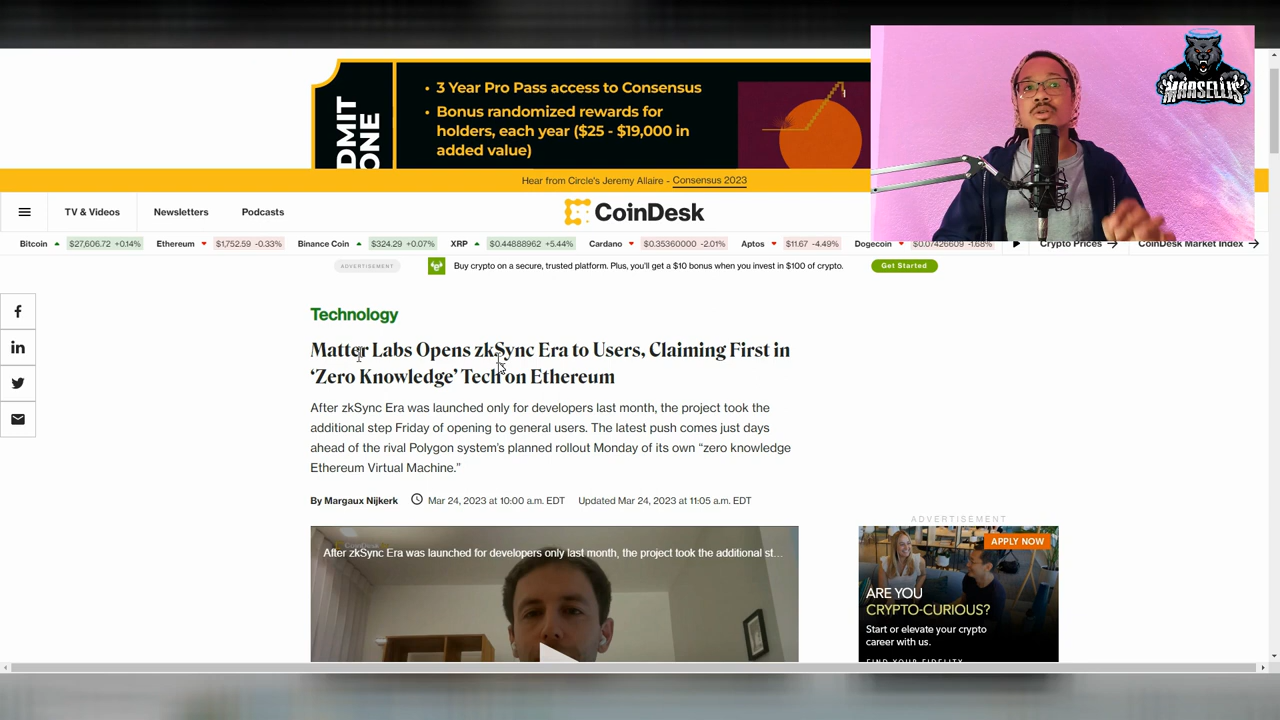 ADMIT
ONE
• 3 Year Pro Pass access to Consensus
• Bonus randomized rewards for
holders, each year ($25 - $19,000 in
added value)
MARSELLIS
Hear from Circle's Jeremy Allaire - Consensus 2023
TV & Videos
Newsletters
Podcasts
CoinDesk
Bitcoin $27,606.72 +0.14% Ethereum $1,752.59 -0.33% Binance Coin $324.29 +0.07% XRP $0.44888962 +5.44% Cardano $0.35360000 -2.01% Aptos $11.67 -4.49% Dogecoin $0.07426609 -1.68% Crypto Prices → CoinDesk Market Index →
ADVERTISEMENT
Buy crypto on a secure, trusted platform. Plus, you'll get a $10 bonus when you invest in $100 of crypto.
Get Started
Technology
Matter Labs Opens zkSync Era to Users, Claiming First in
‘Zero Knowledge’ Tech on Ethereum
After zkSync Era was launched only for developers last month, the project took the
additional step Friday of opening to general users. The latest push comes just days
ahead of the rival Polygon system's planned rollout Monday of its own “zero knowledge
Ethereum Virtual Machine.”
By Margaux Nijkerk
Mar 24, 2023 at 10:00 a.m. EDT
Updated Mar 24, 2023 at 11:05 a.m. EDT
After zkSync Era was launched for developers only last month, the project took the additional st...
ADVERTISEMENT
APPLY NOW
ARE YOU
CRYPTO-CURIOUS?
Start or elevate your crypto
career with us.
FIND YOUR FIDELITY